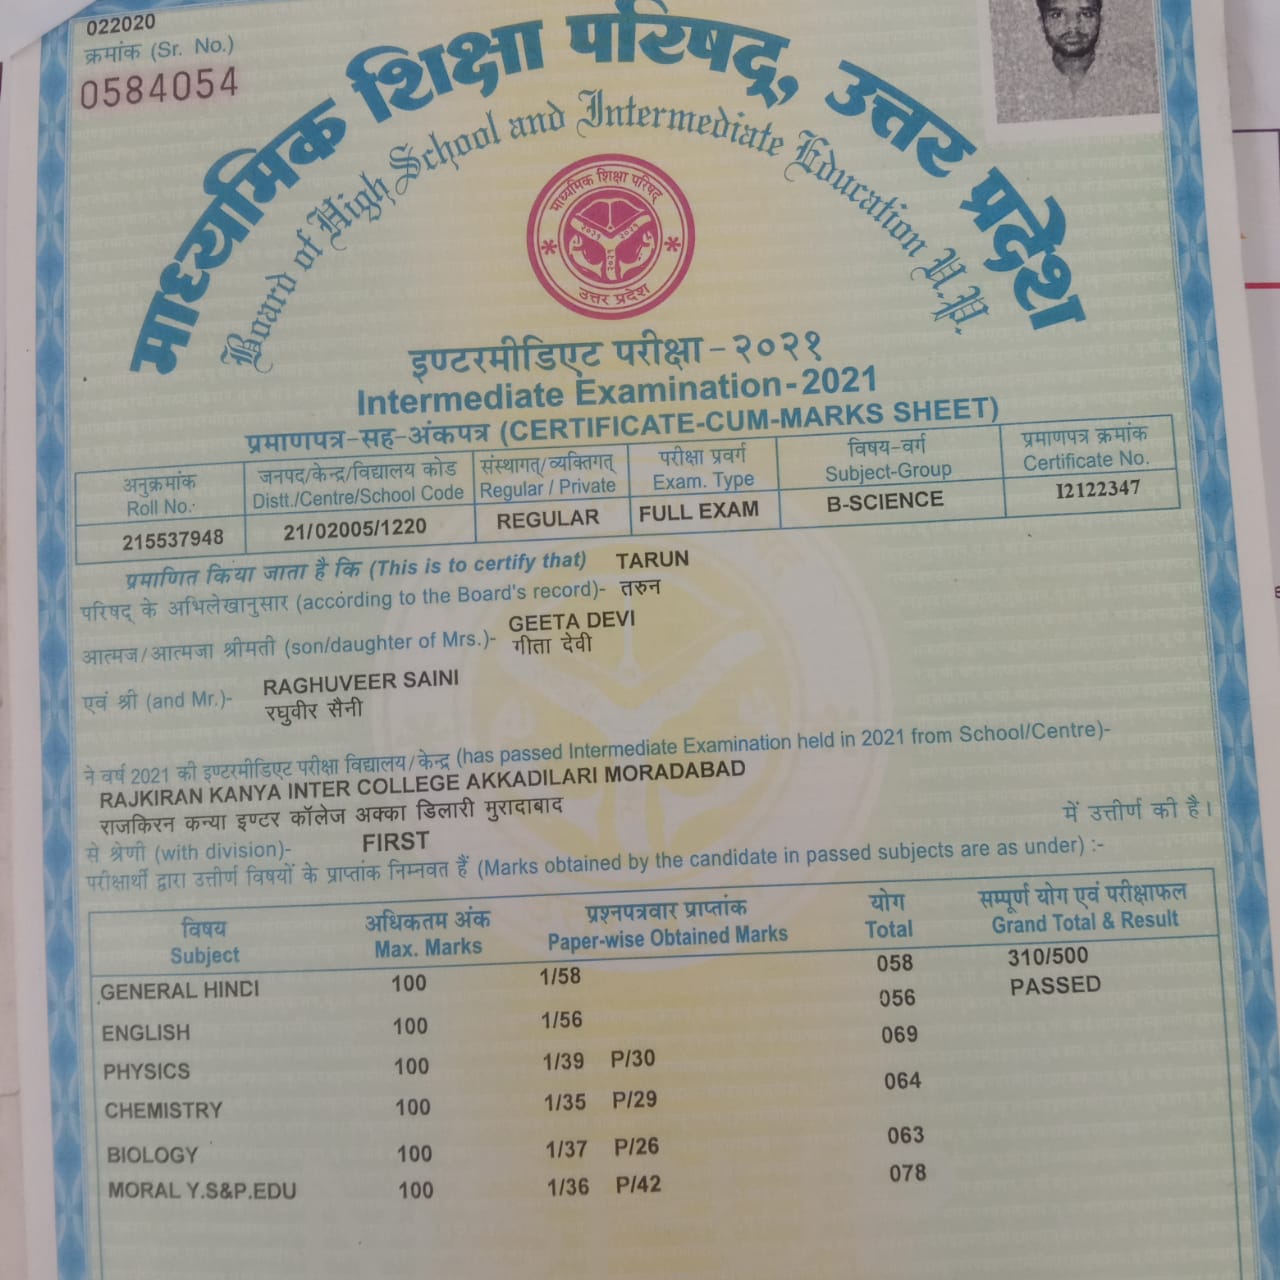 022020
क्रमांक (Sr. No.)
0584054
माध्यमिक शिक्षा परिषद्, उत्तर प्रदेश
Board of High School and Intermediate Education U.P.
माध्यमिक शिक्षा परिषद्
२०२१ २०२१
२०२१
उत्तर प्रदेश
इण्टरमीडिएट परीक्षा - २०२१
Intermediate Examination - 2021
प्रमाणपत्र-सह-अंकपत्र (CERTIFICATE-CUM-MARKS SHEET)
अनुक्रमांक जनपद/केन्द्र/विद्यालय कोड संस्थागत्/व्यक्तिगत् परीक्षा प्रवर्ग विषय-वर्ग प्रमाणपत्र क्रमांक
Roll No. Distt./Centre/School Code Regular / Private Exam. Type Subject-Group Certificate No.
215537948 21/02005/1220 REGULAR FULL EXAM B-SCIENCE I2122347
प्रमाणित किया जाता है कि (This is to certify that) TARUN
परिषद् के अभिलेखानुसार (according to the Board's record)- तरुन
GEETA DEVI
आत्मज/आत्मजा श्रीमती (son/daughter of Mrs.)- गीता देवी
RAGHUVEER SAINI
एवं श्री (and Mr.)- रघुवीर सैनी
ने वर्ष 2021 की इण्टरमीडिएट परीक्षा विद्यालय/केन्द्र (has passed Intermediate Examination held in 2021 from School/Centre)-
RAJKIRAN KANYA INTER COLLEGE AKKADILARI MORADABAD
राजकिरन कन्या इण्टर कॉलेज अक्का डिलारी मुरादाबाद
से श्रेणी (with division)- FIRST में उत्तीर्ण की है।
परीक्षार्थी द्वारा उत्तीर्ण विषयों के प्राप्तांक निम्नवत हैं (Marks obtained by the candidate in passed subjects are as under) :-
विषय अधिकतम अंक प्रश्नपत्रवार प्राप्तांक योग सम्पूर्ण योग एवं परीक्षाफल
Subject Max. Marks Paper-wise Obtained Marks Total Grand Total & Result
GENERAL HINDI 100 1/58 058 310/500
PASSED
ENGLISH 100 1/56 056
PHYSICS 100 1/39 P/30 069
CHEMISTRY 100 1/35 P/29 064
BIOLOGY 100 1/37 P/26 063
MORAL Y.S&P.EDU 100 1/36 P/42 078